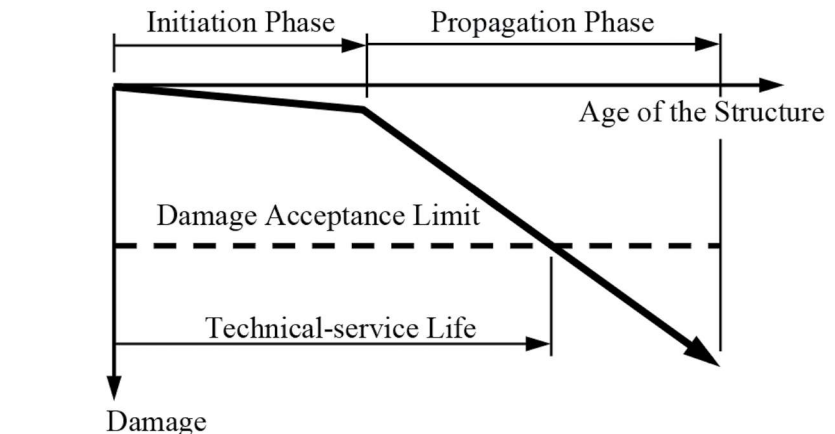 Initiation Phase
Propagation Phase
Age of the Structure
Damage Acceptance Limit
Technical-service Life
Damage